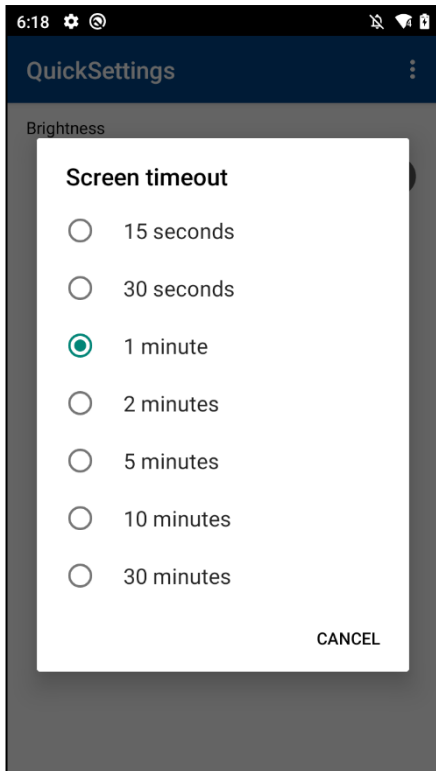 6:18
QuickSettings
Brightness
Screen timeout
15 seconds
30 seconds
1 minute
2 minutes
5 minutes
10 minutes
30 minutes
CANCEL